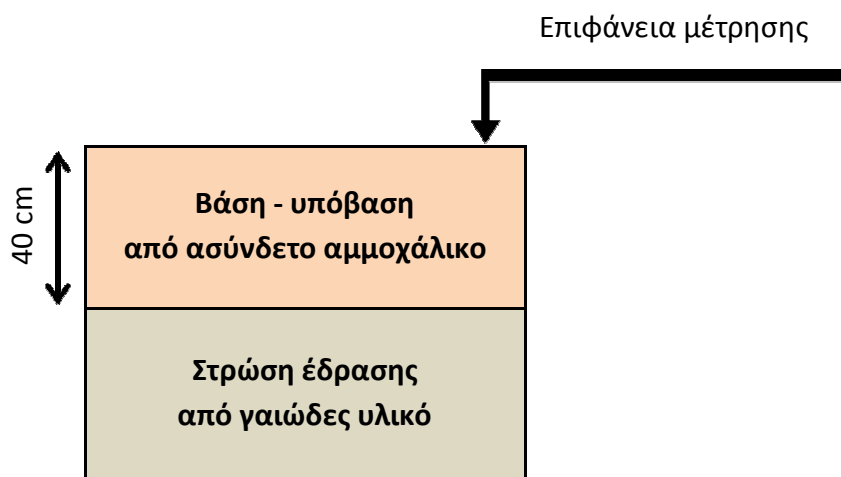 Επιφάνεια μέτρησης
40 cm
Βάση - υπόβαση
από ασύνδετο αμμοχάλικο
Στρώση έδρασης
από γαιώδες υλικό